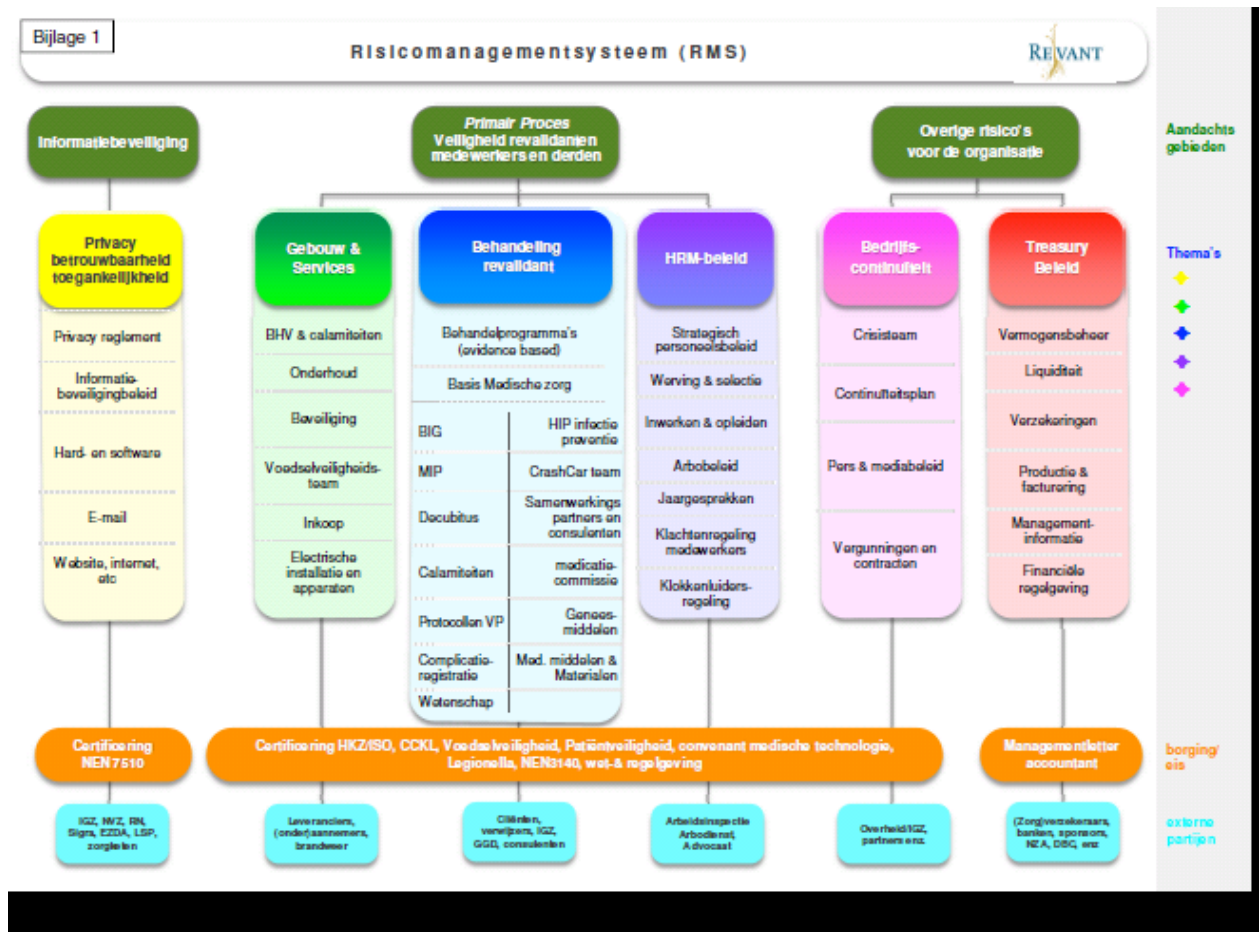 Bijlage 1
Risicomanagementsysteem (RMS)
REVANT
Informatiebeveiliging
Primair Proces
Veiligheid revalidanten
medewerkers en derden
Overige risico's
voor de organisatie
Aandachts
gebieden
Privacy
betrouwbaarheid
toegankelijkheid
Privacy reglement
Informatie-
beveiligingbeleid
Hard- en software
E-mail
Website, internet,
etc
Gebouw &
Services
BHV & calamiteiten
Onderhoud
Beveiliging
Voedselveiligheids-
team
Inkoop
Electrische
installatie en
apparaten
Behandeling
revalidant
Behandelprogramma's
(evidence based)
Basis Medische zorg
BIG
HIP infectie
preventie
MIP
CrashCar team
Decubitus
Samenwerkings
partners en
consulenten
Calamiteiten
medicatie-
commissie
Protocollen VP
Genees-
middelen
Complicatie-
registratie
Med. middelen &
Materialen
Wetenschap
HRM-beleid
Strategisch
personeelsbeleid
Werving & selectie
Inwerken & opleiden
Arbobeleid
Jaargesprekken
Klachtenregeling
medewerkers
Klokkenluiders-
regeling
Bedrijfs-
continuïteit
Crisisteam
Continuïteitsplan
Pers & mediabeleid
Vergunningen en
contracten
Treasury
Beleid
Vermogensbeheer
Liquiditeit
Verzekeringen
Productie &
facturering
Management-
informatie
Financiële
regelgeving
Thema's
Certificering
NEN 7510
Certificering HKZ/ISO, CCKL, Voedselveiligheid, Patiëntveiligheid, convenant medische technologie,
Legionella, NEN3140, wet-& regelgeving
Managementletter
accountant
borging/
eis
IGZ, NVZ, RN,
Sigra, EZDA, LSP,
zorgketen
Leveranciers,
(onder)aannemers,
brandweer
Cliënten,
verwijzers, IGZ,
GGD, consulenten
Arbeidsinspectie
Arbodienst,
Advocaat
Overheid/IGZ,
partners enz.
(Zorg)verzekeraars,
banken, sponsors,
NZA, DBC, enz
externe
partijen